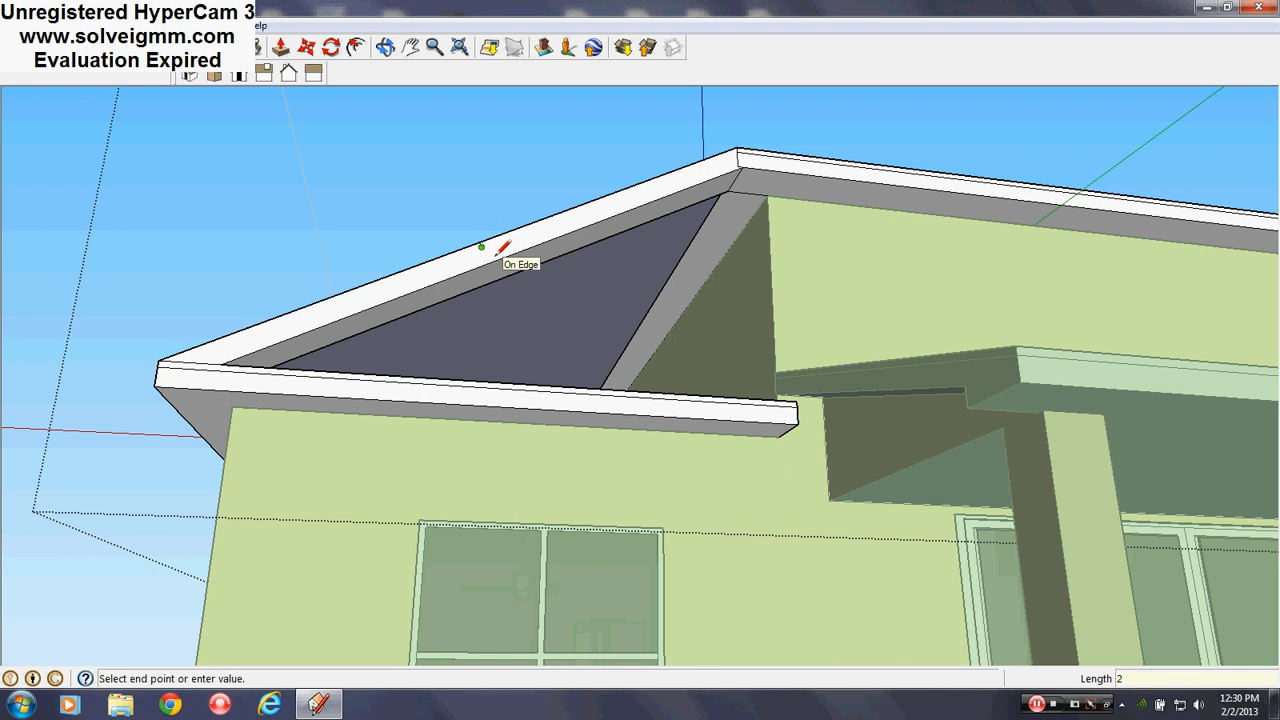 Unregistered HyperCam 3
www.solveigmm.com
Evaluation Expired
elp
On Edge
Select end point or enter value.
Length 2
12:30 PM
2/2/2013